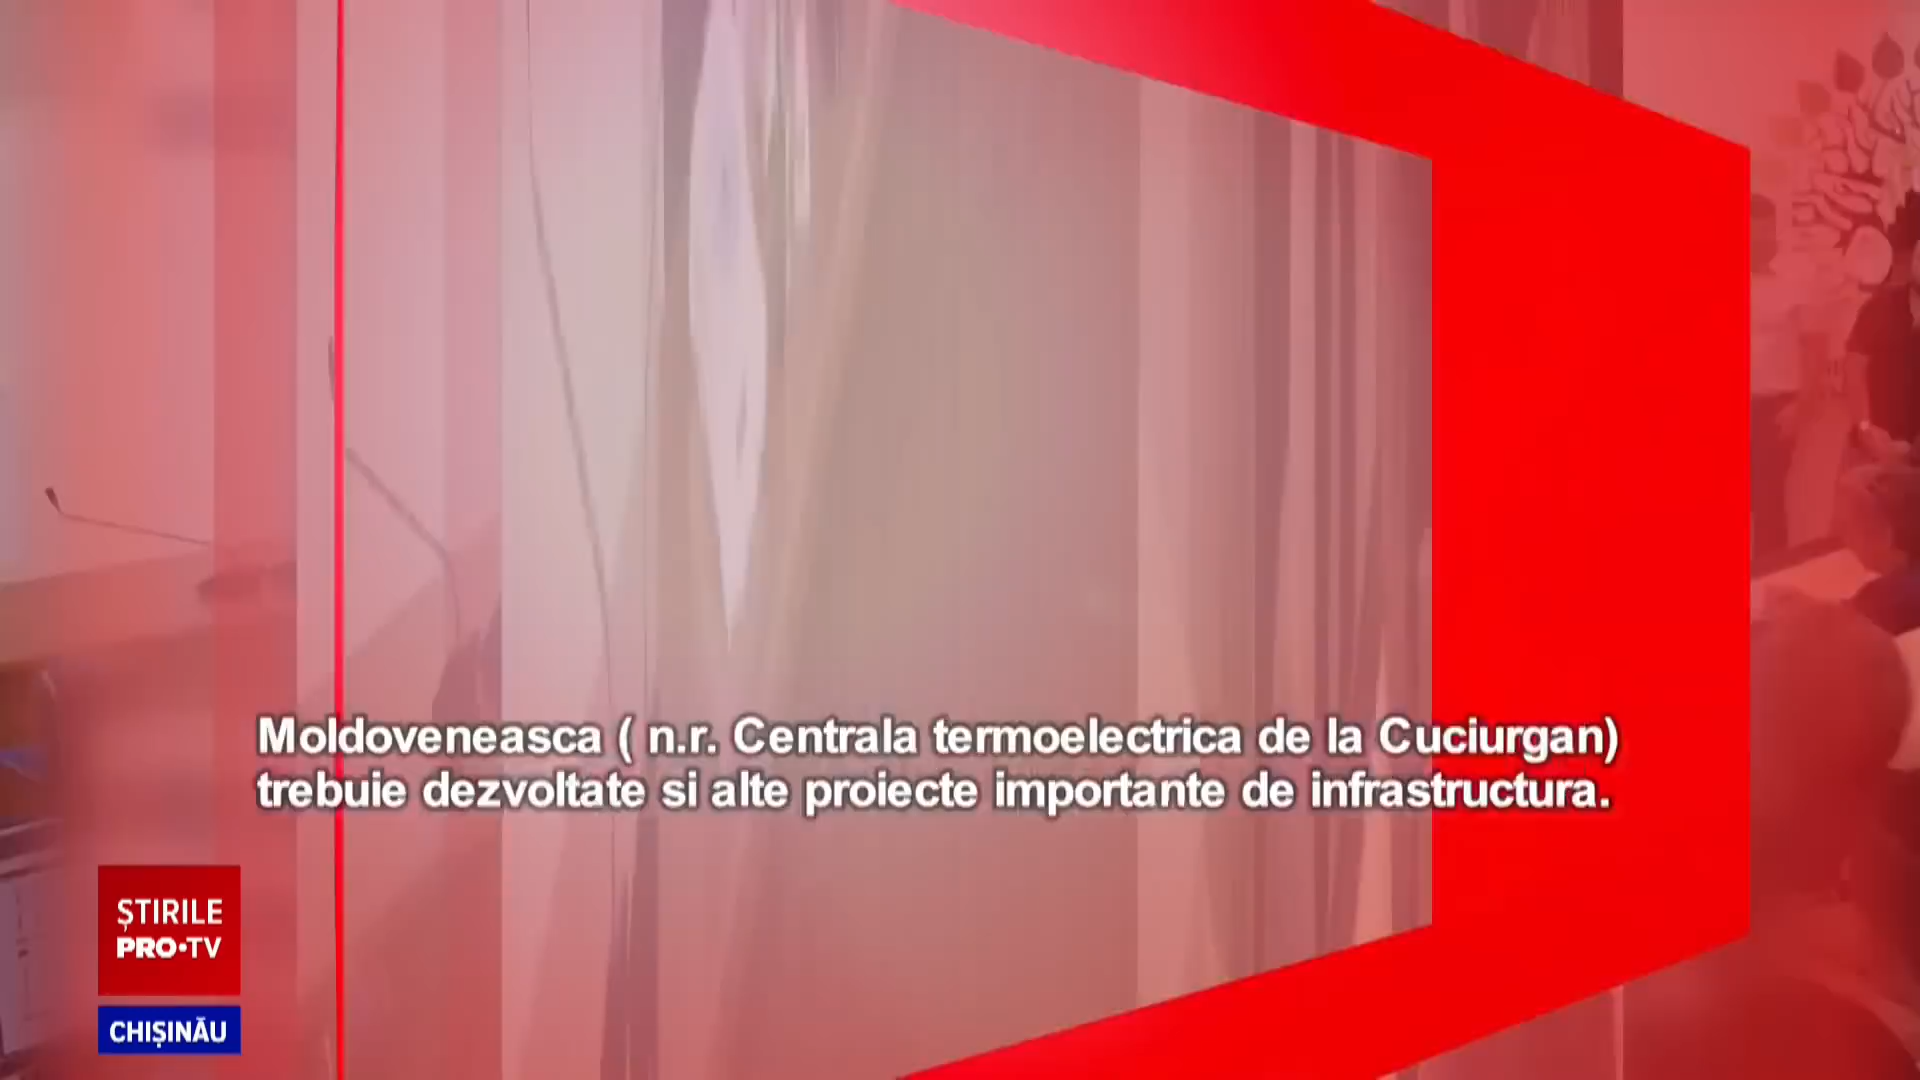 Moldoveneasca ( n.r. Centrala termoelectrica de la Cuciurgan)
trebuie dezvoltate si alte proiecte importante de infrastructura.
ȘTIRILE
PRO•TV
CHIȘINĂU